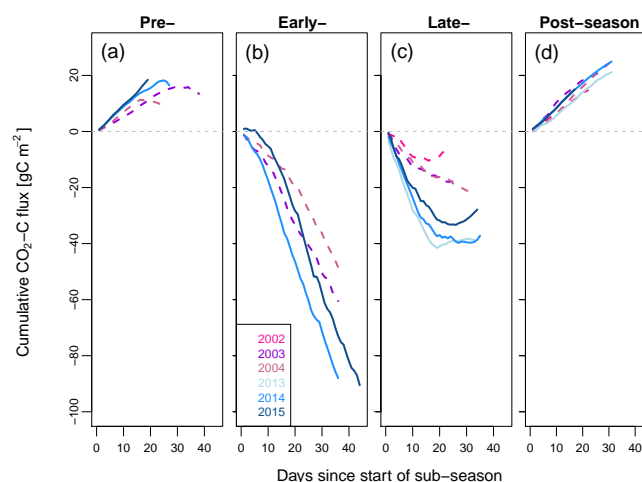 Pre−
Early−
Late−
Post−season
(a)
(b)
(c)
(d)
Cumulative CO₂−C flux [gC m⁻²]
20
0
−20
−40
−60
−80
−100
2002
2003
2004
2013
2014
2015
0 10 20 30 40
0 10 20 30 40
0 10 20 30 40
0 10 20 30 40
Days since start of sub−season